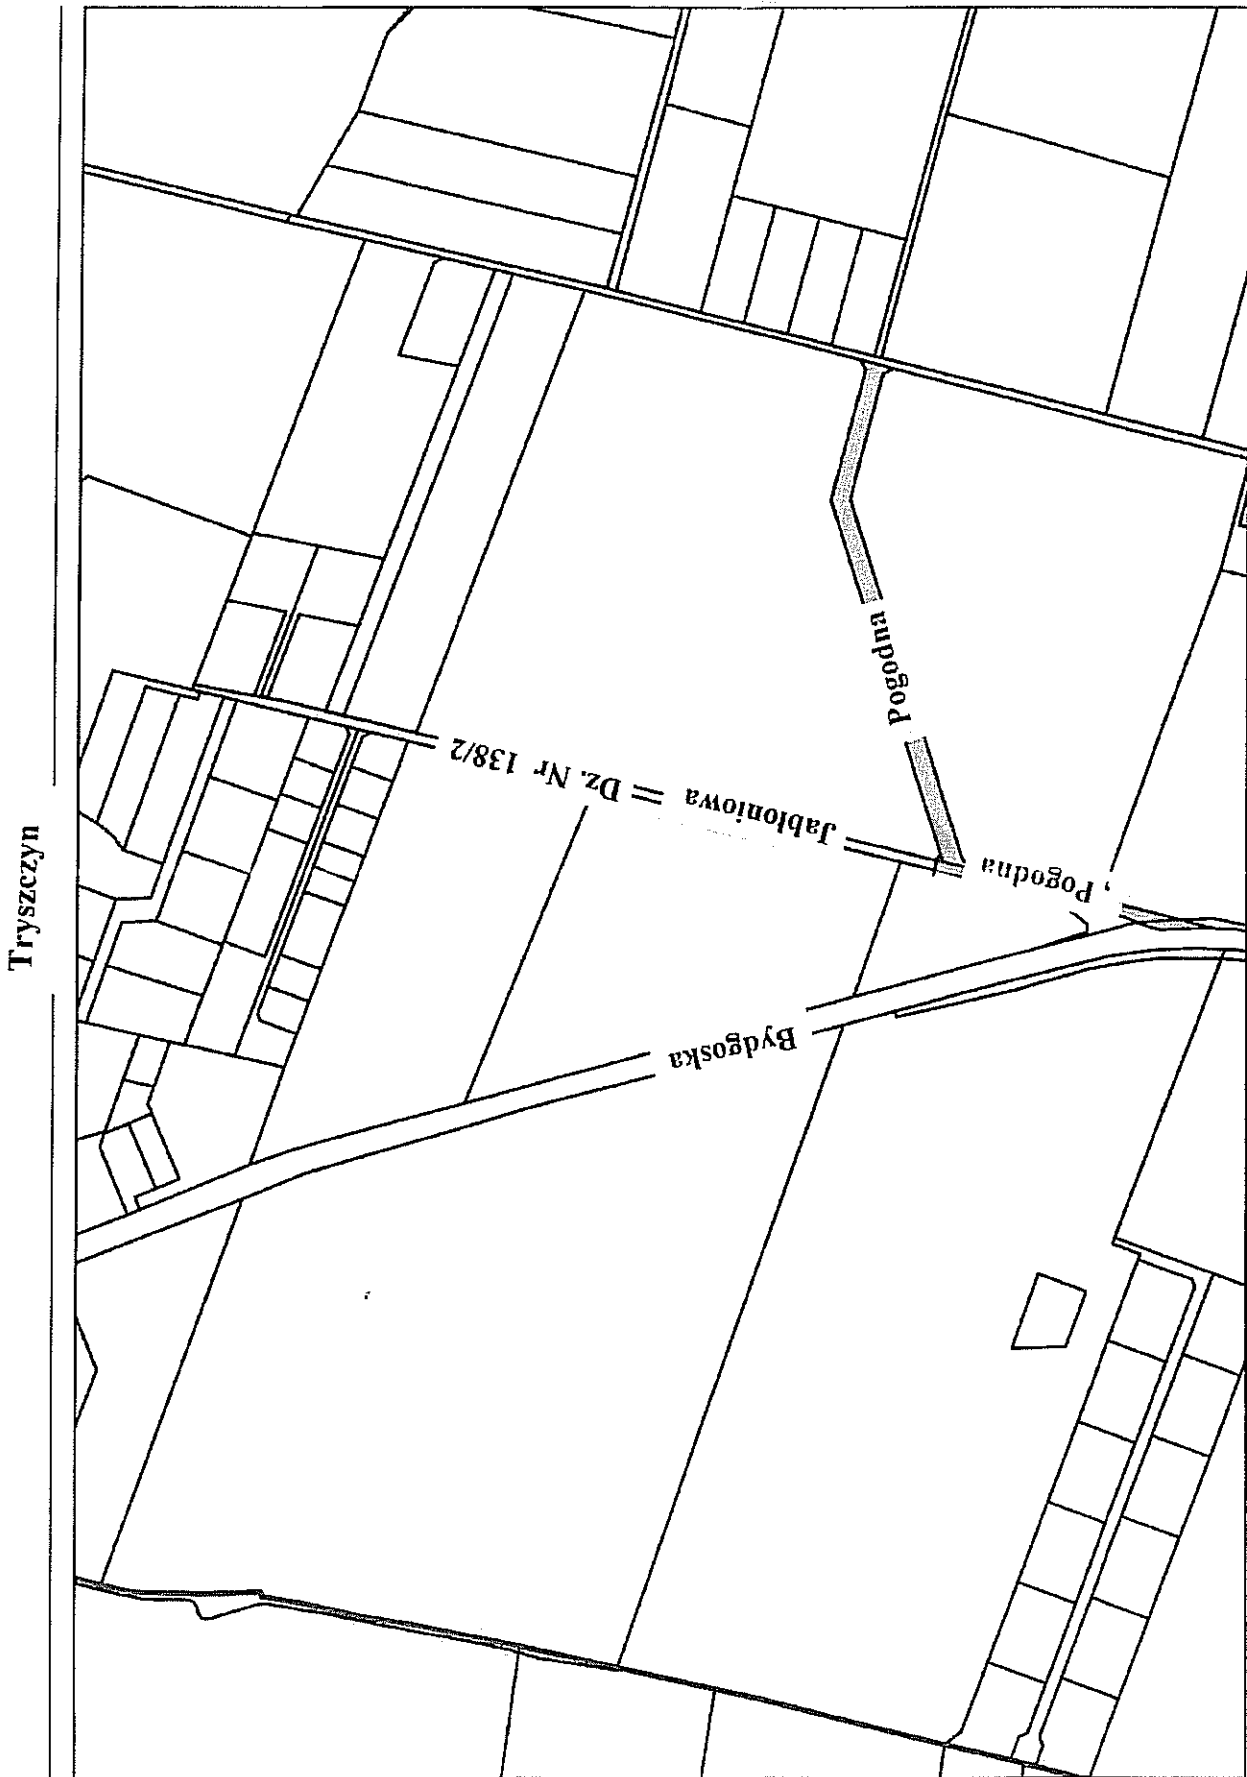 Tryszczyn
Pogodna
Jabłoniowa = Dz. Nr 138/2
Pogodna ,
Bydgoska